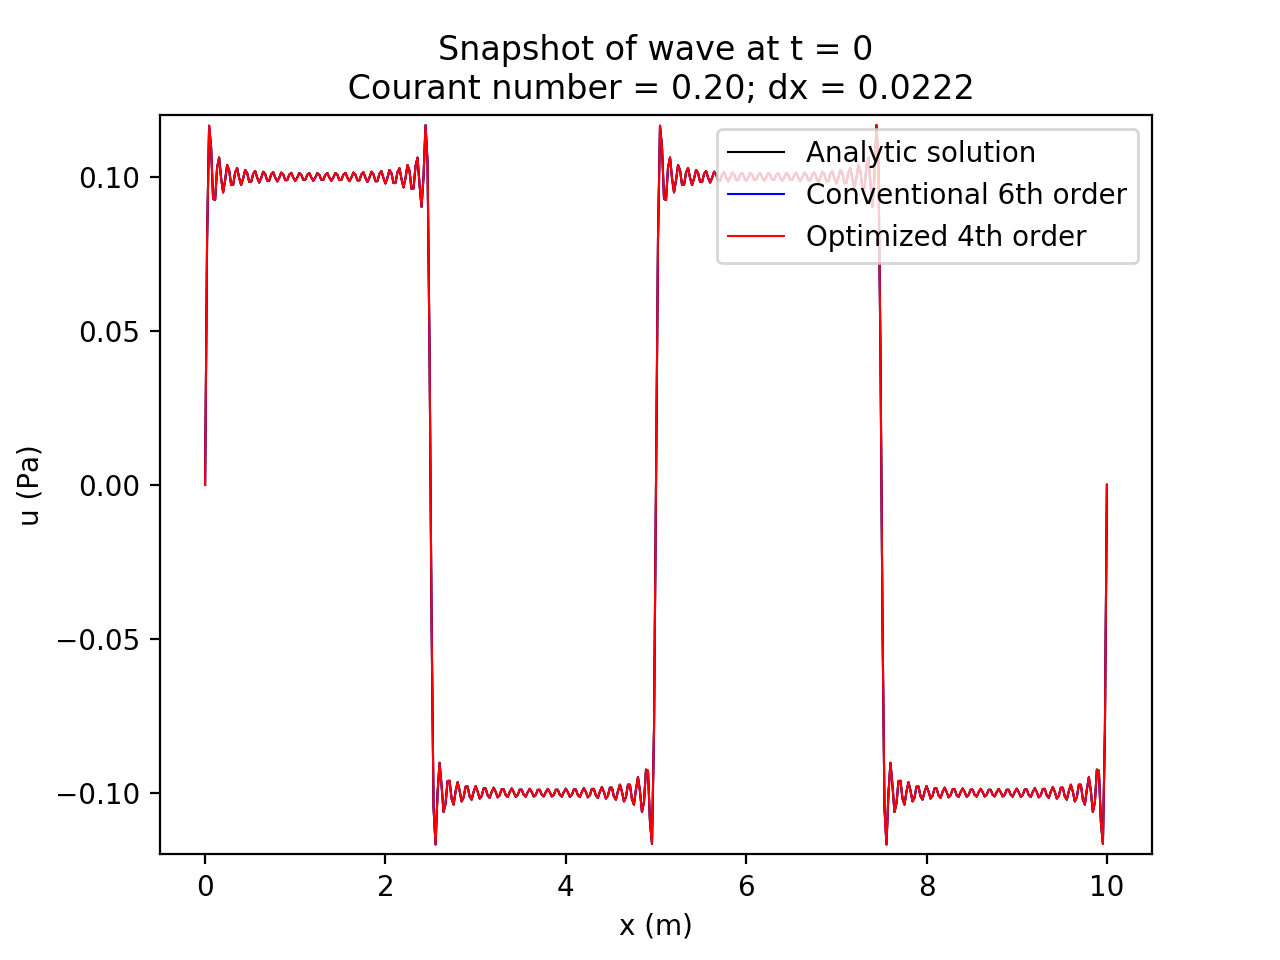 Snapshot of wave at t = 0
Courant number = 0.20; dx = 0.0222
Analytic solution
Conventional 6th order
Optimized 4th order
0.10
0.05
0.00
−0.05
−0.10
u (Pa)
0 2 4 6 8 10
x (m)